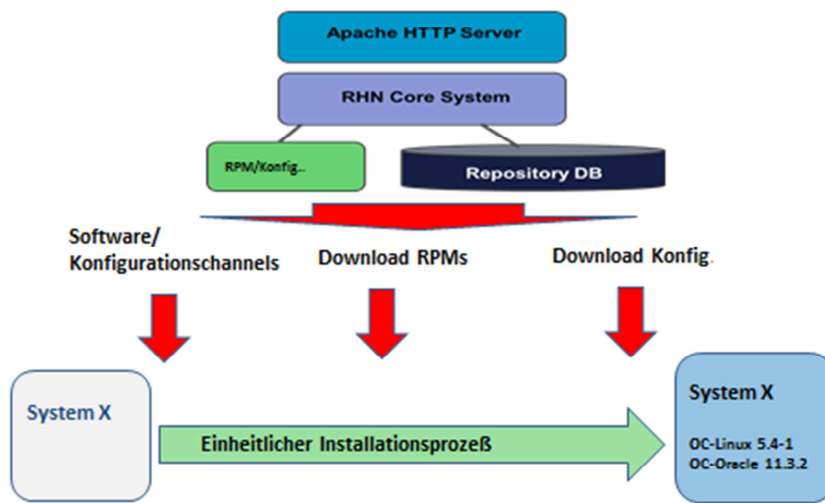 Apache HTTP Server
RHN Core System
RPM/Konfig..
Repository DB
Software/
Konfigurationschannels
Download RPMs
Download Konfig.
System X
Einheitlicher Installationsprozeß
System X
OC-Linux 5.4-1
OC-Oracle 11.3.2